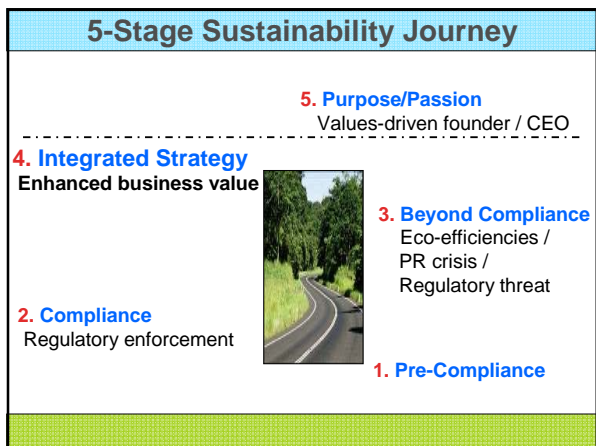 5-Stage Sustainability Journey
5. Purpose/Passion
Values-driven founder / CEO
4. Integrated Strategy
Enhanced business value
3. Beyond Compliance
Eco-efficiencies /
PR crisis /
Regulatory threat
2. Compliance
Regulatory enforcement
1. Pre-Compliance